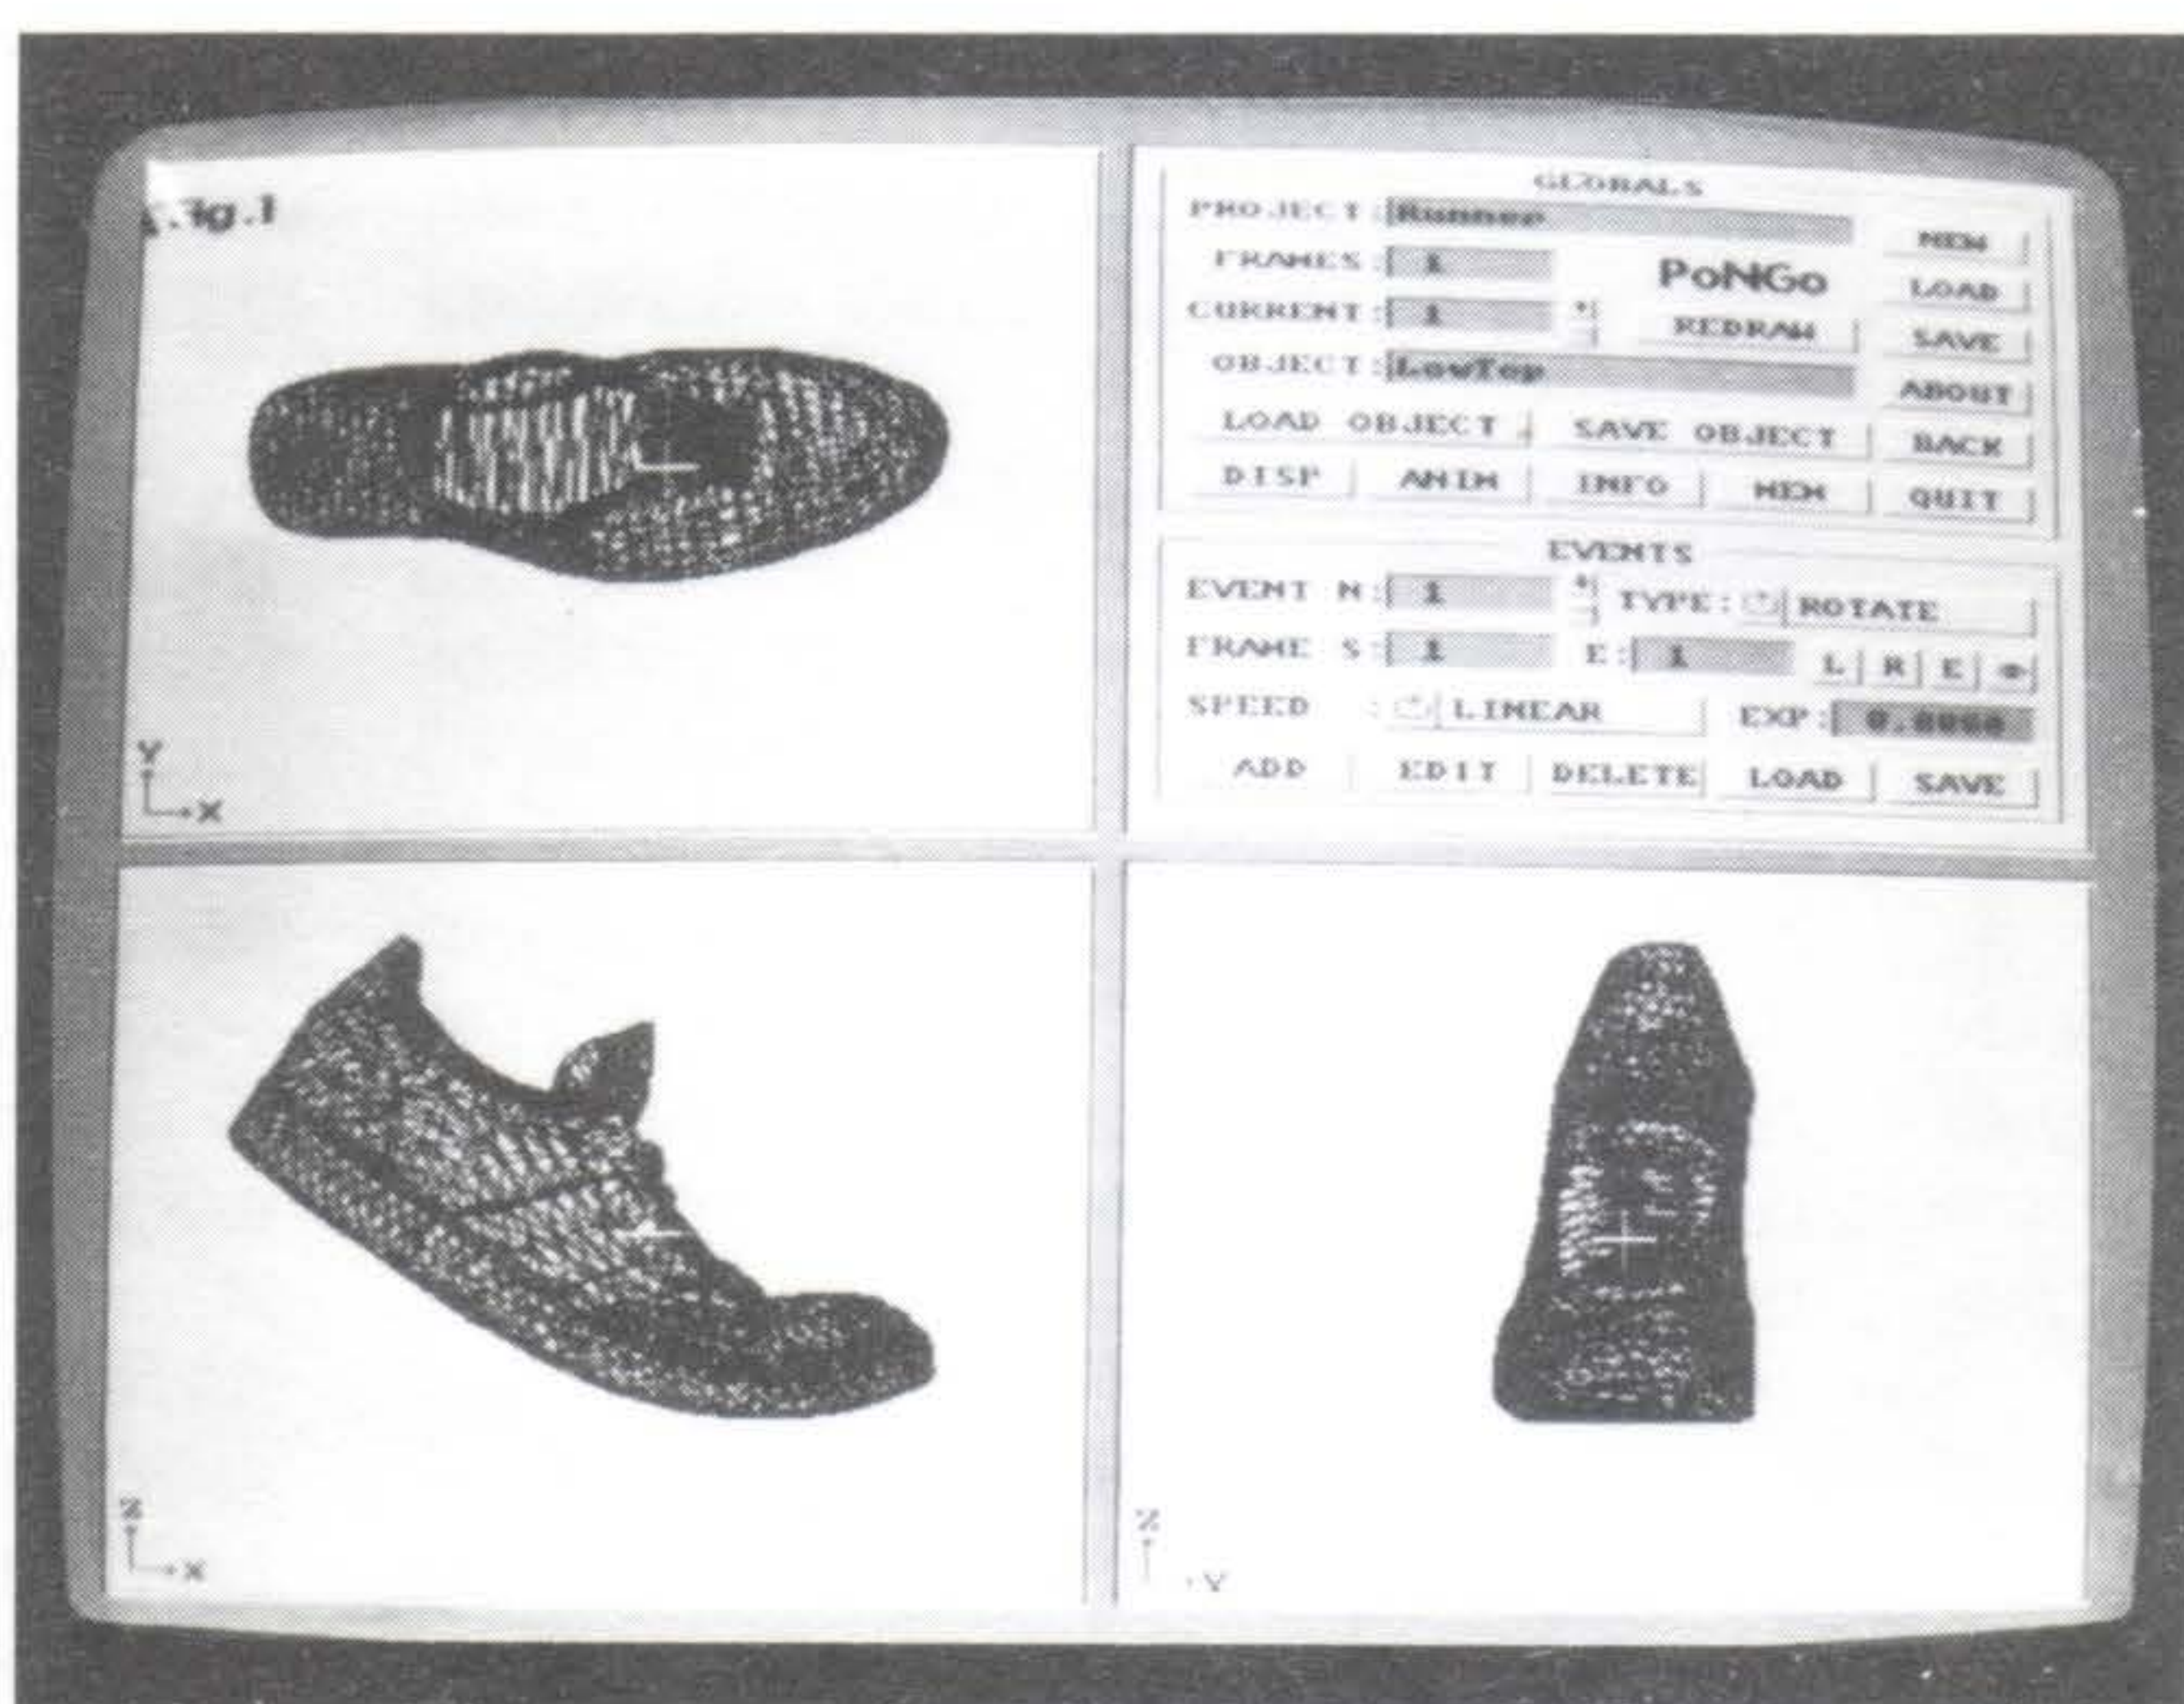 Fig.1
GLOBALS
PROJECT: Runner
NEW
FRAMES: 1
PoNGo
LOAD
CURRENT: 1
REDRAW
SAVE
OBJECT: LowTop
ABOUT
LOAD OBJECT SAVE OBJECT BACK
DISP ANIM INFO MEM QUIT
EVENTS
EVENT N: 1 TYPE: ROTATE
FRAME S: 1 E: 1 L R E
SPEED : LINEAR EXP: 0.0000
ADD EDIT DELETE LOAD SAVE
Y
X
Z
X
Z
Y